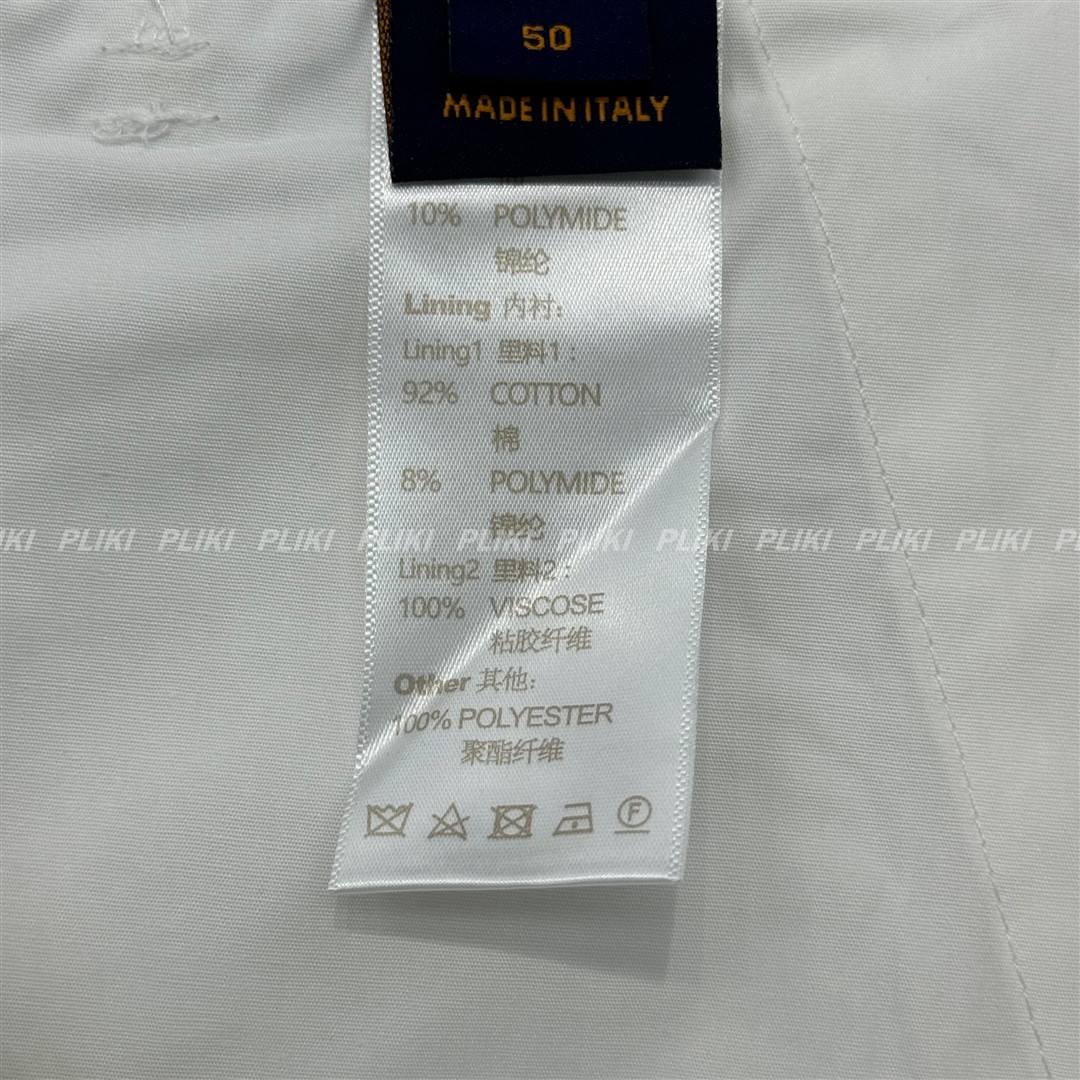 50
MADE IN ITALY
10% POLYMIDE
锦纶
Lining 内衬:
Lining1 里料1:
92% COTTON
棉
8% POLYMIDE
锦纶
PLIKI PLIKI PLIKI PLIKI PLIKI PLIKI PLIKI PLIKI PLIKI PLIKI
Lining2 里料2:
100% VISCOSE
粘胶纤维
Other 其他:
100% POLYESTER
聚酯纤维
F